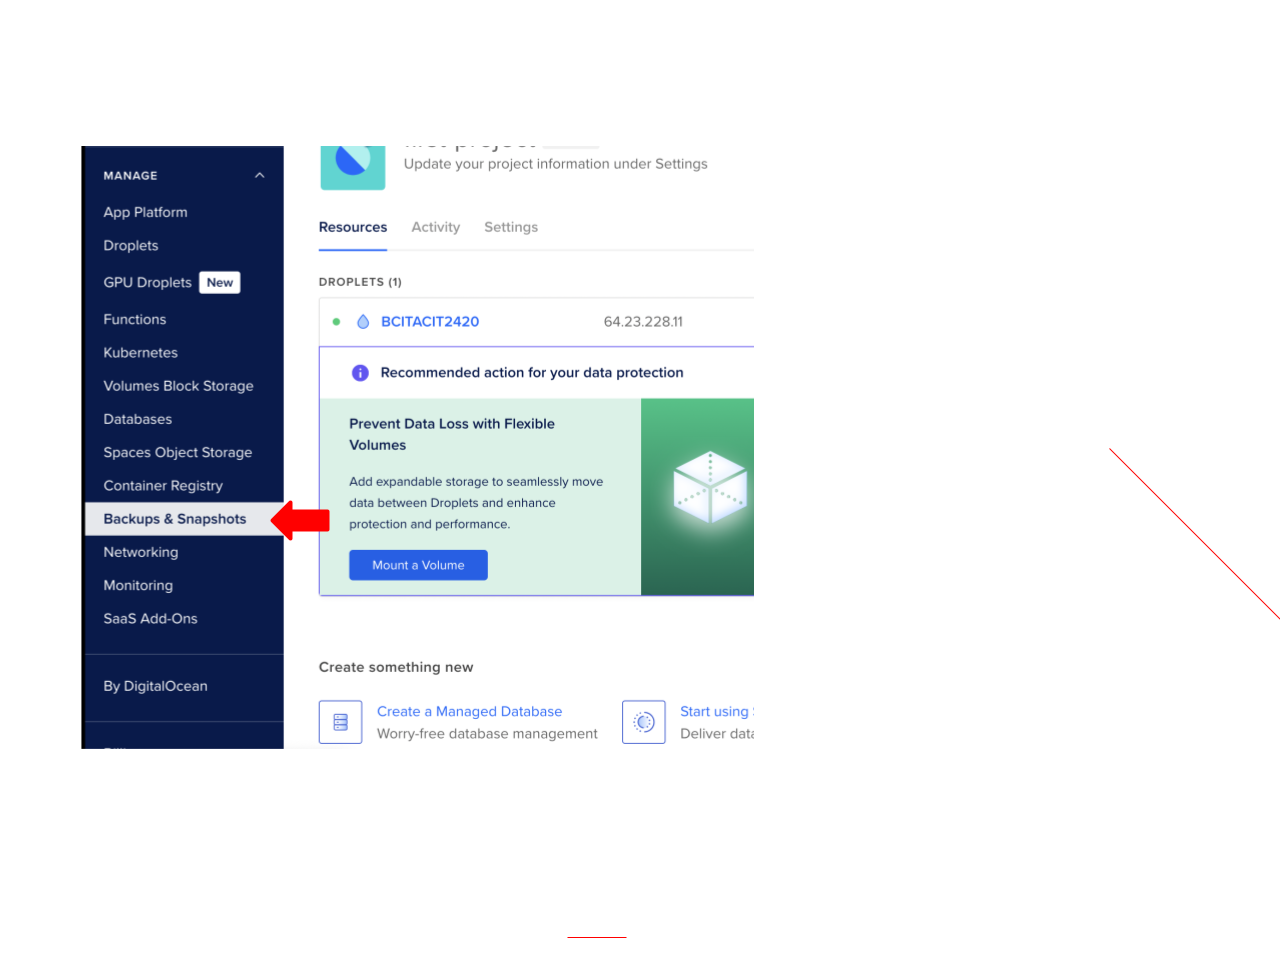 Update your project information under Settings
MANAGE
App Platform
Droplets
GPU Droplets New
Functions
Kubernetes
Volumes Block Storage
Databases
Spaces Object Storage
Container Registry
Backups & Snapshots
Networking
Monitoring
SaaS Add-Ons
By DigitalOcean
Resources Activity Settings
DROPLETS (1)
BCITACIT2420 64.23.228.11
Recommended action for your data protection
Prevent Data Loss with Flexible
Volumes
Add expandable storage to seamlessly move
data between Droplets and enhance
protection and performance.
Mount a Volume
Create something new
Create a Managed Database
Worry-free database management
Start using
Deliver data